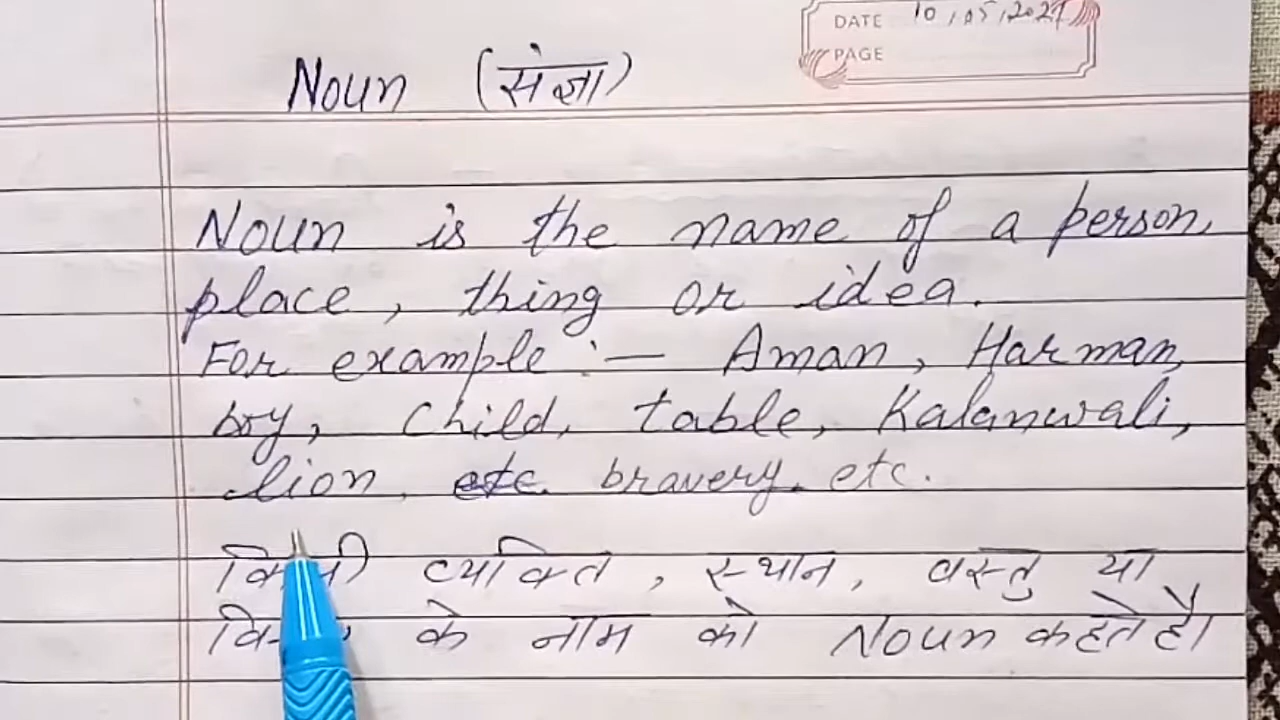 DATE 10/05/2021
PAGE
Noun (संज्ञा)
Noun is the name of a person,
place, thing or idea.
For example :— Aman, Harman,
boy, child, table, Kalanwali,
lion, etc. bravery. etc.
व्यक्ति, स्थान, वस्तु या
के नाम को Noun कहते है।